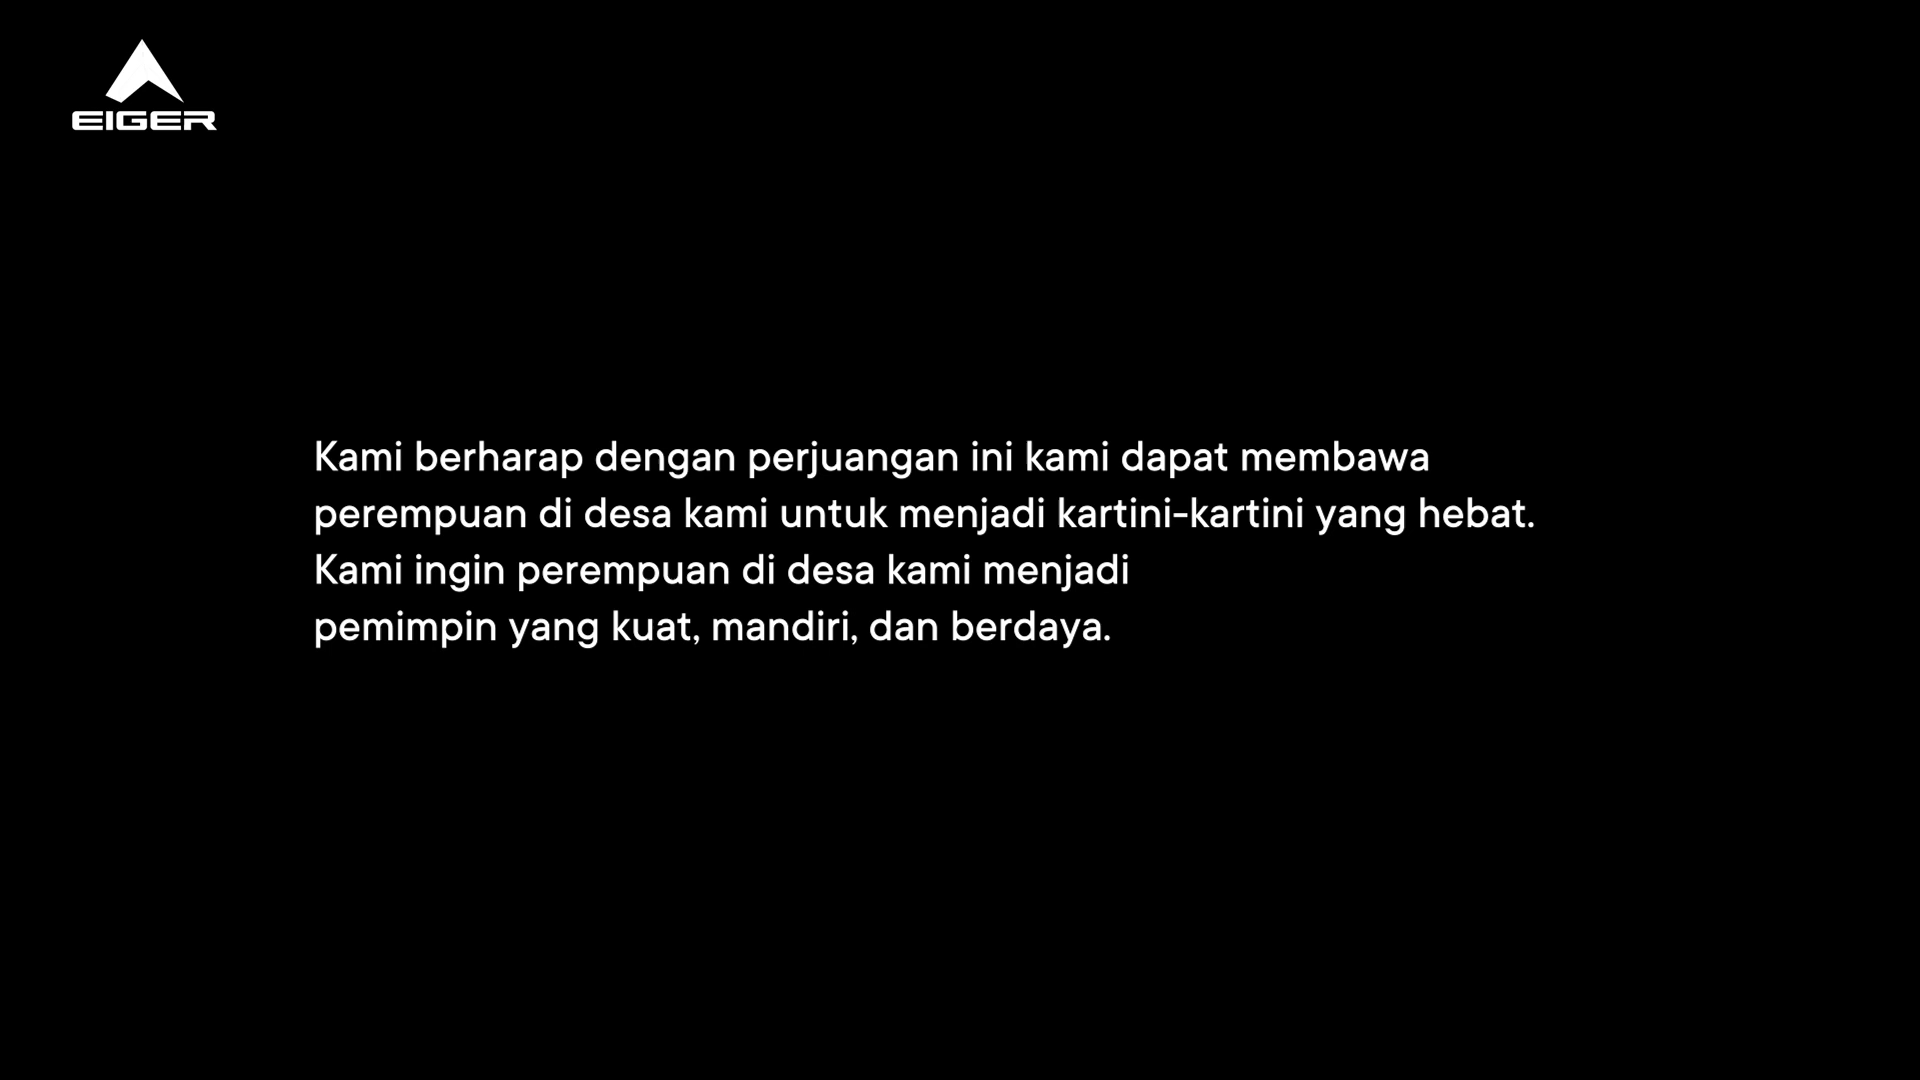 EIGER
Kami berharap dengan perjuangan ini kami dapat membawa
perempuan di desa kami untuk menjadi kartini-kartini yang hebat.
Kami ingin perempuan di desa kami menjadi
pemimpin yang kuat, mandiri, dan berdaya.